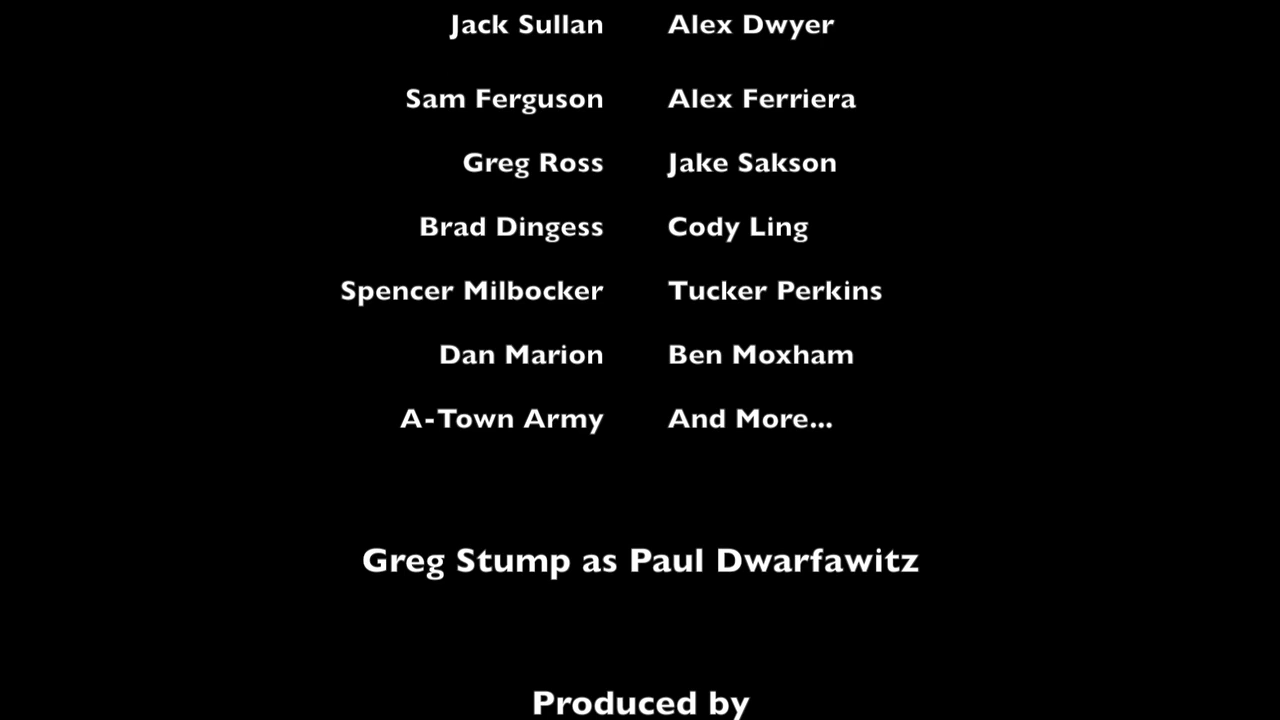 Jack Sullan Alex Dwyer
Sam Ferguson Alex Ferriera
Greg Ross Jake Sakson
Brad Dingess Cody Ling
Spencer Milbocker Tucker Perkins
Dan Marion Ben Moxham
A-Town Army And More...
Greg Stump as Paul Dwarfawitz
Produced by